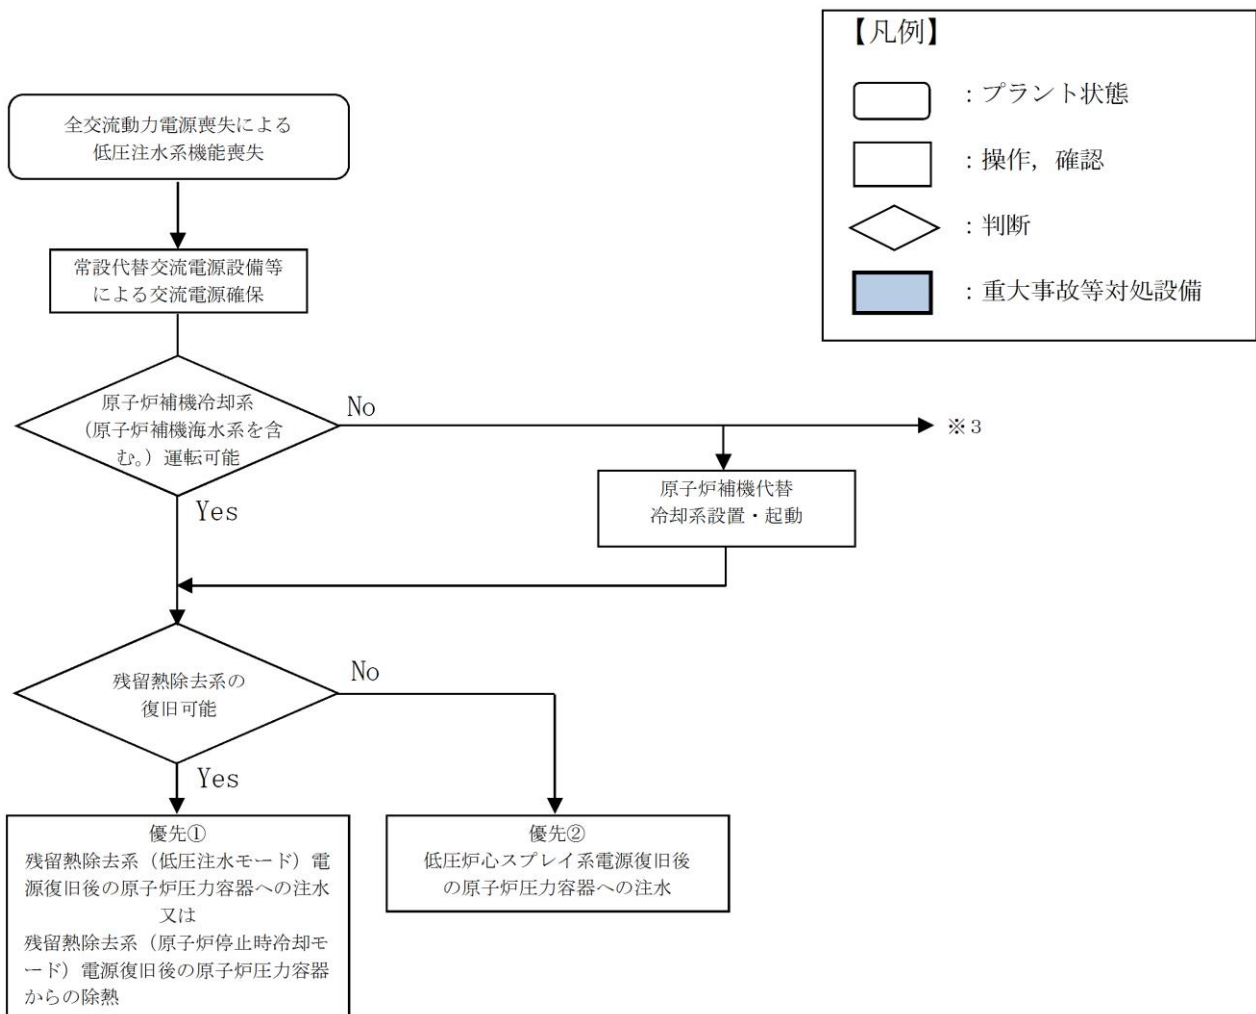 【凡例】
：プラント状態
：操作，確認
：判断
：重大事故等対処設備
全交流動力電源喪失による
低圧注水系機能喪失
常設代替交流電源設備等
による交流電源確保
原子炉補機冷却系
（原子炉補機海水系を含
む。）運転可能
No
※３
Yes
原子炉補機代替
冷却系設置・起動
残留熱除去系の
復旧可能
No
Yes
優先①
残留熱除去系（低圧注水モード）電
源復旧後の原子炉圧力容器への注水
又は
残留熱除去系（原子炉停止時冷却モ
ード）電源復旧後の原子炉圧力容器
からの除熱
優先②
低圧炉心スプレイ系電源復旧後
の原子炉圧力容器への注水